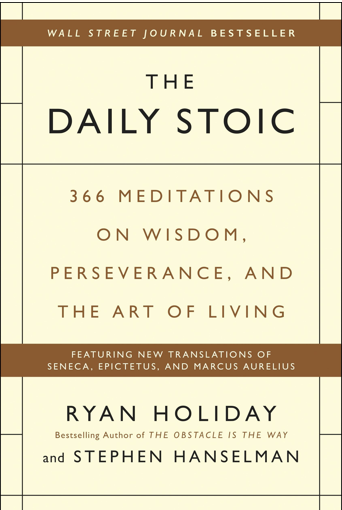 WALL STREET JOURNAL BESTSELLER
THE
DAILY STOIC
366 MEDITATIONS
ON WISDOM,
PERSEVERANCE, AND
THE ART OF LIVING
FEATURING NEW TRANSLATIONS OF
SENECA, EPICTETUS, AND MARCUS AURELIUS
RYAN HOLIDAY
Bestselling Author of THE OBSTACLE IS THE WAY
and STEPHEN HANSELMAN